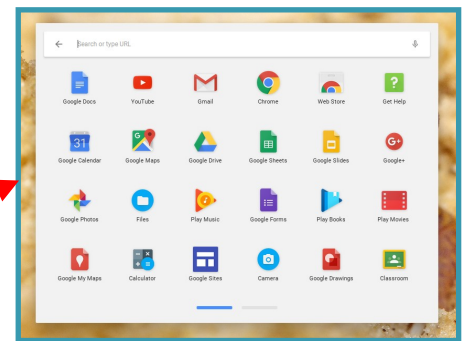 Search or type URL
Google Docs YouTube Gmail Chrome Web Store Get Help
31 G+
Google Calendar Google Maps Google Drive Google Sheets Google Slides Google+
Google Photos Files Play Music Google Forms Play Books Play Movies
Google My Maps Calculator Google Sites Camera Google Drawings Classroom